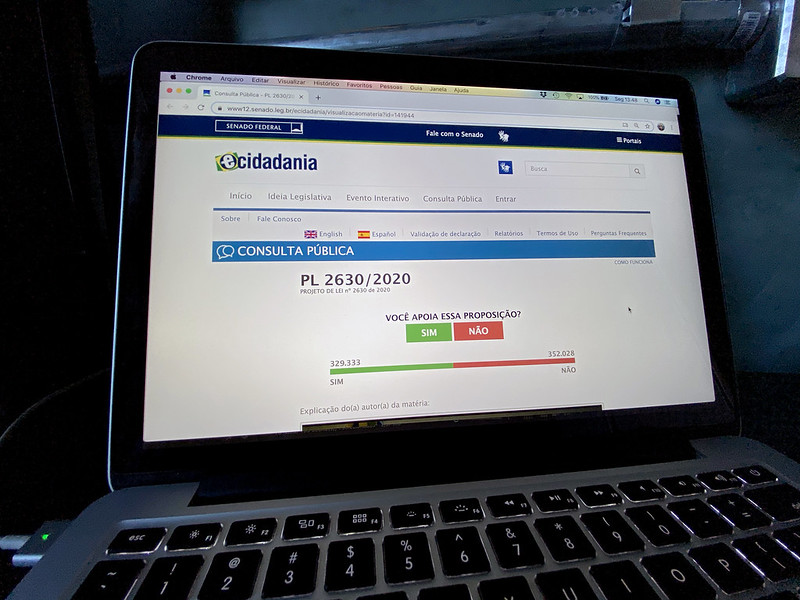 Chrome Arquivo Editar Visualizar Histórico Favoritos Pessoas Guia Janela Ajuda 100% Seg 13:48
Consulta Pública - PL 2630/20
www12.senado.leg.br/ecidadania/visualizacaomateria?id=141944
SENADO FEDERAL Fale com o Senado Portais
ecidadania Busca
Início Ideia Legislativa Evento Interativo Consulta Pública Entrar
Sobre Fale Conosco
English Español Validação de declaração Relatórios Termos de Uso Perguntas Frequentes
CONSULTA PÚBLICA
COMO FUNCIONA
PL 2630/2020
PROJETO DE LEI nº 2630 de 2020
VOCÊ APOIA ESSA PROPOSIÇÃO?
SIM NÃO
329.333 352.028
SIM NÃO
Explicação do(a) autor(a) da matéria:
esc F1 F2 F3 F4 F5 F6 F7 F8 F9
~ ! 1 @ 2 # 3 $ 4 % 5 ^ 6 & 7 * 8 ( 9 ) 0
Y U I O P